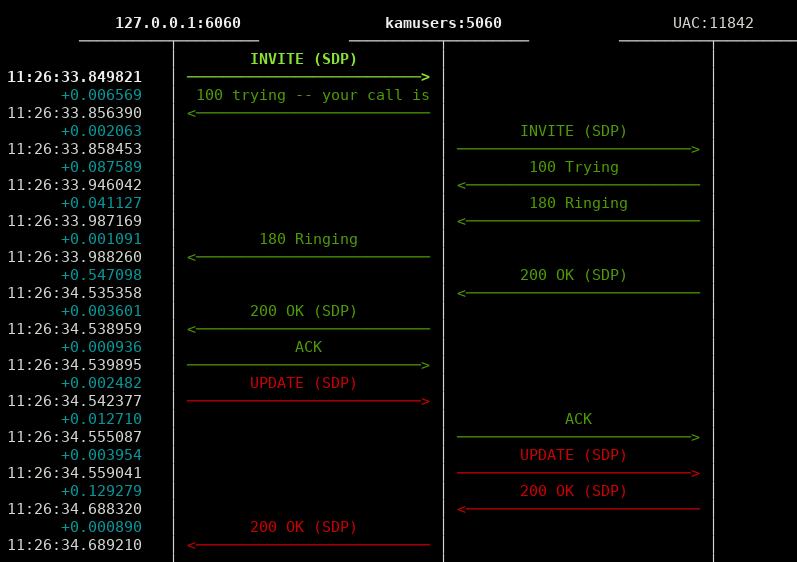 127.0.0.1:6060 kamusers:5060 UAC:11842
INVITE (SDP)
11:26:33.849821
+0.006569 100 trying -- your call is
11:26:33.856390
+0.002063 INVITE (SDP)
11:26:33.858453
+0.087589 100 Trying
11:26:33.946042
+0.041127 180 Ringing
11:26:33.987169
+0.001091 180 Ringing
11:26:33.988260
+0.547098 200 OK (SDP)
11:26:34.535358
+0.003601 200 OK (SDP)
11:26:34.538959
+0.000936 ACK
11:26:34.539895
+0.002482 UPDATE (SDP)
11:26:34.542377
+0.012710 ACK
11:26:34.555087
+0.003954 UPDATE (SDP)
11:26:34.559041
+0.129279 200 OK (SDP)
11:26:34.688320
+0.000890 200 OK (SDP)
11:26:34.689210